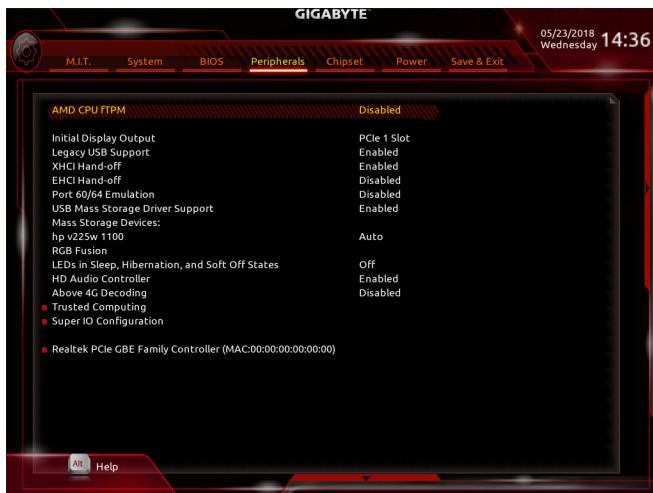 GIGABYTE™
05/23/2018 14:36
Wednesday
M.I.T. System BIOS Peripherals Chipset Power Save & Exit
AMD CPU fTPM Disabled
Initial Display Output PCIe 1 Slot
Legacy USB Support Enabled
XHCI Hand-off Enabled
EHCI Hand-off Disabled
Port 60/64 Emulation Disabled
USB Mass Storage Driver Support Enabled
Mass Storage Devices:
hp v225w 1100 Auto
RGB Fusion
LEDs in Sleep, Hibernation, and Soft Off States Off
HD Audio Controller Enabled
Above 4G Decoding Disabled
Trusted Computing
Super IO Configuration
Realtek PCIe GBE Family Controller (MAC:00:00:00:00:00:00)
Alt Help